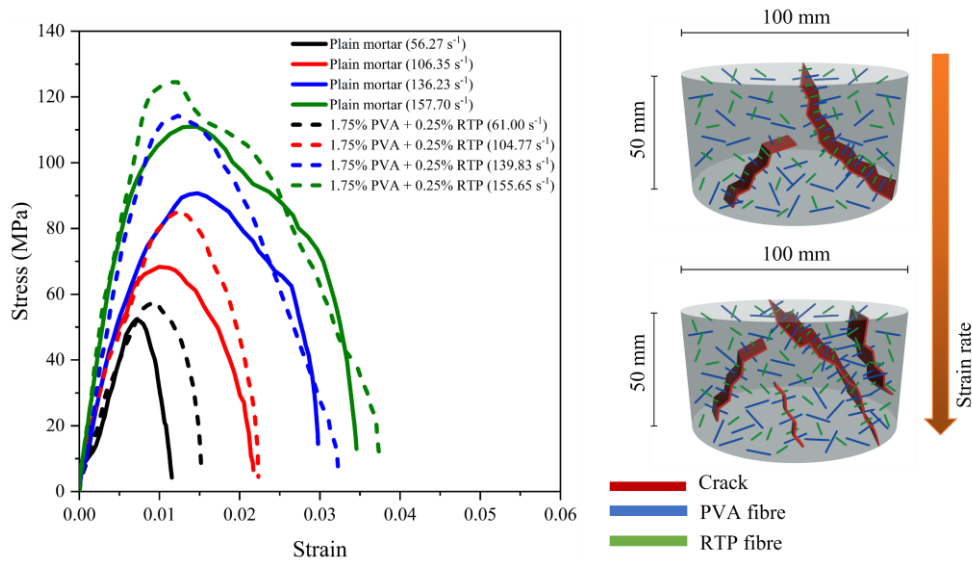 140
120
100
80
60
40
20
0
Stress (MPa)
0.00 0.01 0.02 0.03 0.04 0.05 0.06
Strain
Plain mortar (56.27 s⁻¹)
Plain mortar (106.35 s⁻¹)
Plain mortar (136.23 s⁻¹)
Plain mortar (157.70 s⁻¹)
1.75% PVA + 0.25% RTP (61.00 s⁻¹)
1.75% PVA + 0.25% RTP (104.77 s⁻¹)
1.75% PVA + 0.25% RTP (139.83 s⁻¹)
1.75% PVA + 0.25% RTP (155.65 s⁻¹)
100 mm
50 mm
100 mm
50 mm
Strain rate
Crack
PVA fibre
RTP fibre